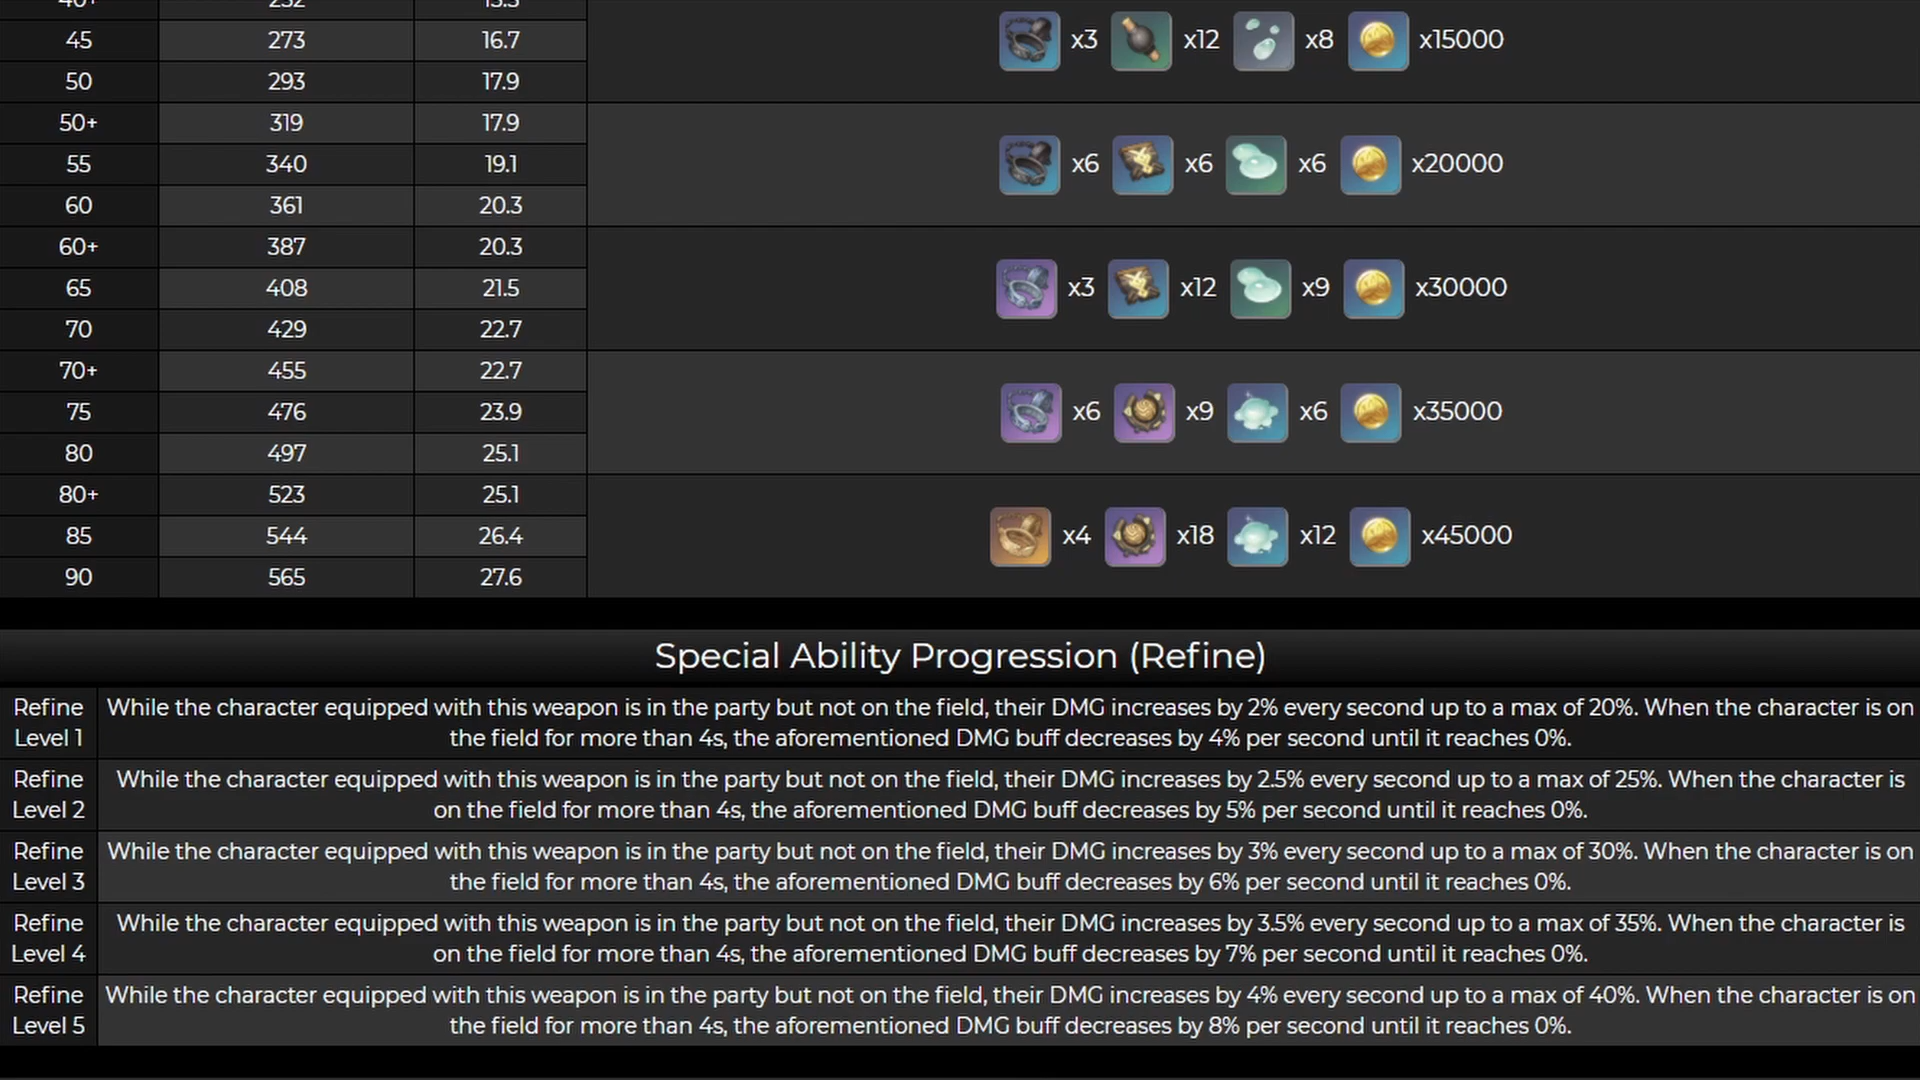 40+ 252 15.5
45 273 16.7 x3 x12 x8 x15000
50 293 17.9
50+ 319 17.9
55 340 19.1 x6 x6 x6 x20000
60 361 20.3
60+ 387 20.3
65 408 21.5 x3 x12 x9 x30000
70 429 22.7
70+ 455 22.7
75 476 23.9 x6 x9 x6 x35000
80 497 25.1
80+ 523 25.1
85 544 26.4 x4 x18 x12 x45000
90 565 27.6
Special Ability Progression (Refine)
Refine Level 1
While the character equipped with this weapon is in the party but not on the field, their DMG increases by 2% every second up to a max of 20%. When the character is on
the field for more than 4s, the aforementioned DMG buff decreases by 4% per second until it reaches 0%.
Refine Level 2
While the character equipped with this weapon is in the party but not on the field, their DMG increases by 2.5% every second up to a max of 25%. When the character is
on the field for more than 4s, the aforementioned DMG buff decreases by 5% per second until it reaches 0%.
Refine Level 3
While the character equipped with this weapon is in the party but not on the field, their DMG increases by 3% every second up to a max of 30%. When the character is on
the field for more than 4s, the aforementioned DMG buff decreases by 6% per second until it reaches 0%.
Refine Level 4
While the character equipped with this weapon is in the party but not on the field, their DMG increases by 3.5% every second up to a max of 35%. When the character is
on the field for more than 4s, the aforementioned DMG buff decreases by 7% per second until it reaches 0%.
Refine Level 5
While the character equipped with this weapon is in the party but not on the field, their DMG increases by 4% every second up to a max of 40%. When the character is on
the field for more than 4s, the aforementioned DMG buff decreases by 8% per second until it reaches 0%.